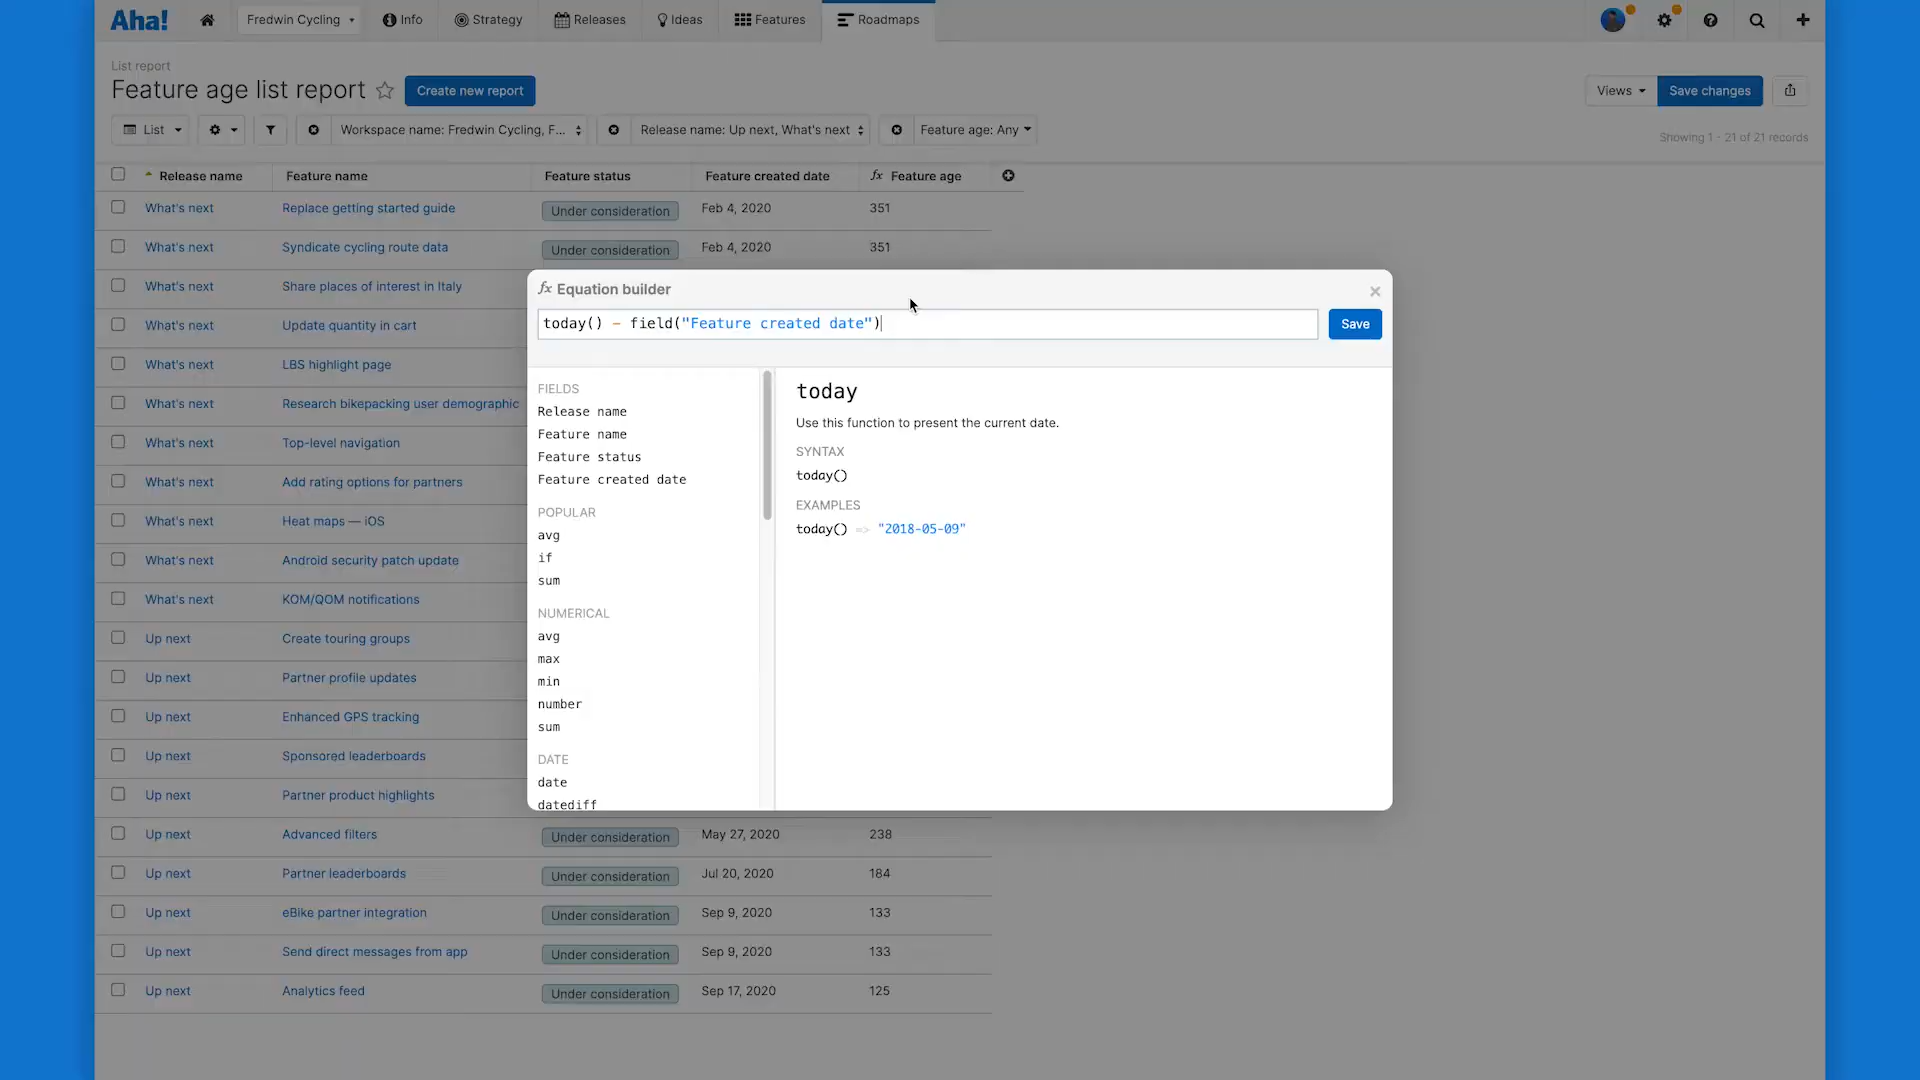 Aha! Fredwin Cycling Info Strategy Releases Ideas Features Roadmaps
List report
Feature age list report Create new report Views Save changes
List Workspace name: Fredwin Cycling, F... Release name: Up next, What's next Feature age: Any Showing 1 - 21 of 21 records
Release name Feature name Feature status Feature created date fx Feature age
What's next Replace getting started guide Under consideration Feb 4, 2020 351
What's next Syndicate cycling route data Under consideration Feb 4, 2020 351
What's next Share places of interest in Italy
What's next Update quantity in cart
What's next LBS highlight page
What's next Research bikepacking user demographic
What's next Top-level navigation
What's next Add rating options for partners
What's next Heat maps — iOS
What's next Android security patch update
What's next KOM/QOM notifications
Up next Create touring groups
Up next Partner profile updates
Up next Enhanced GPS tracking
Up next Sponsored leaderboards
Up next Partner product highlights
Up next Advanced filters Under consideration May 27, 2020 238
Up next Partner leaderboards Under consideration Jul 20, 2020 184
Up next eBike partner integration Under consideration Sep 9, 2020 133
Up next Send direct messages from app Under consideration Sep 9, 2020 133
Up next Analytics feed Under consideration Sep 17, 2020 125
fx Equation builder
today() - field("Feature created date") Save
FIELDS
Release name
Feature name
Feature status
Feature created date
POPULAR
avg
if
sum
NUMERICAL
avg
max
min
number
sum
DATE
date
datediff
today
Use this function to present the current date.
SYNTAX
today()
EXAMPLES
today() => "2018-05-09"